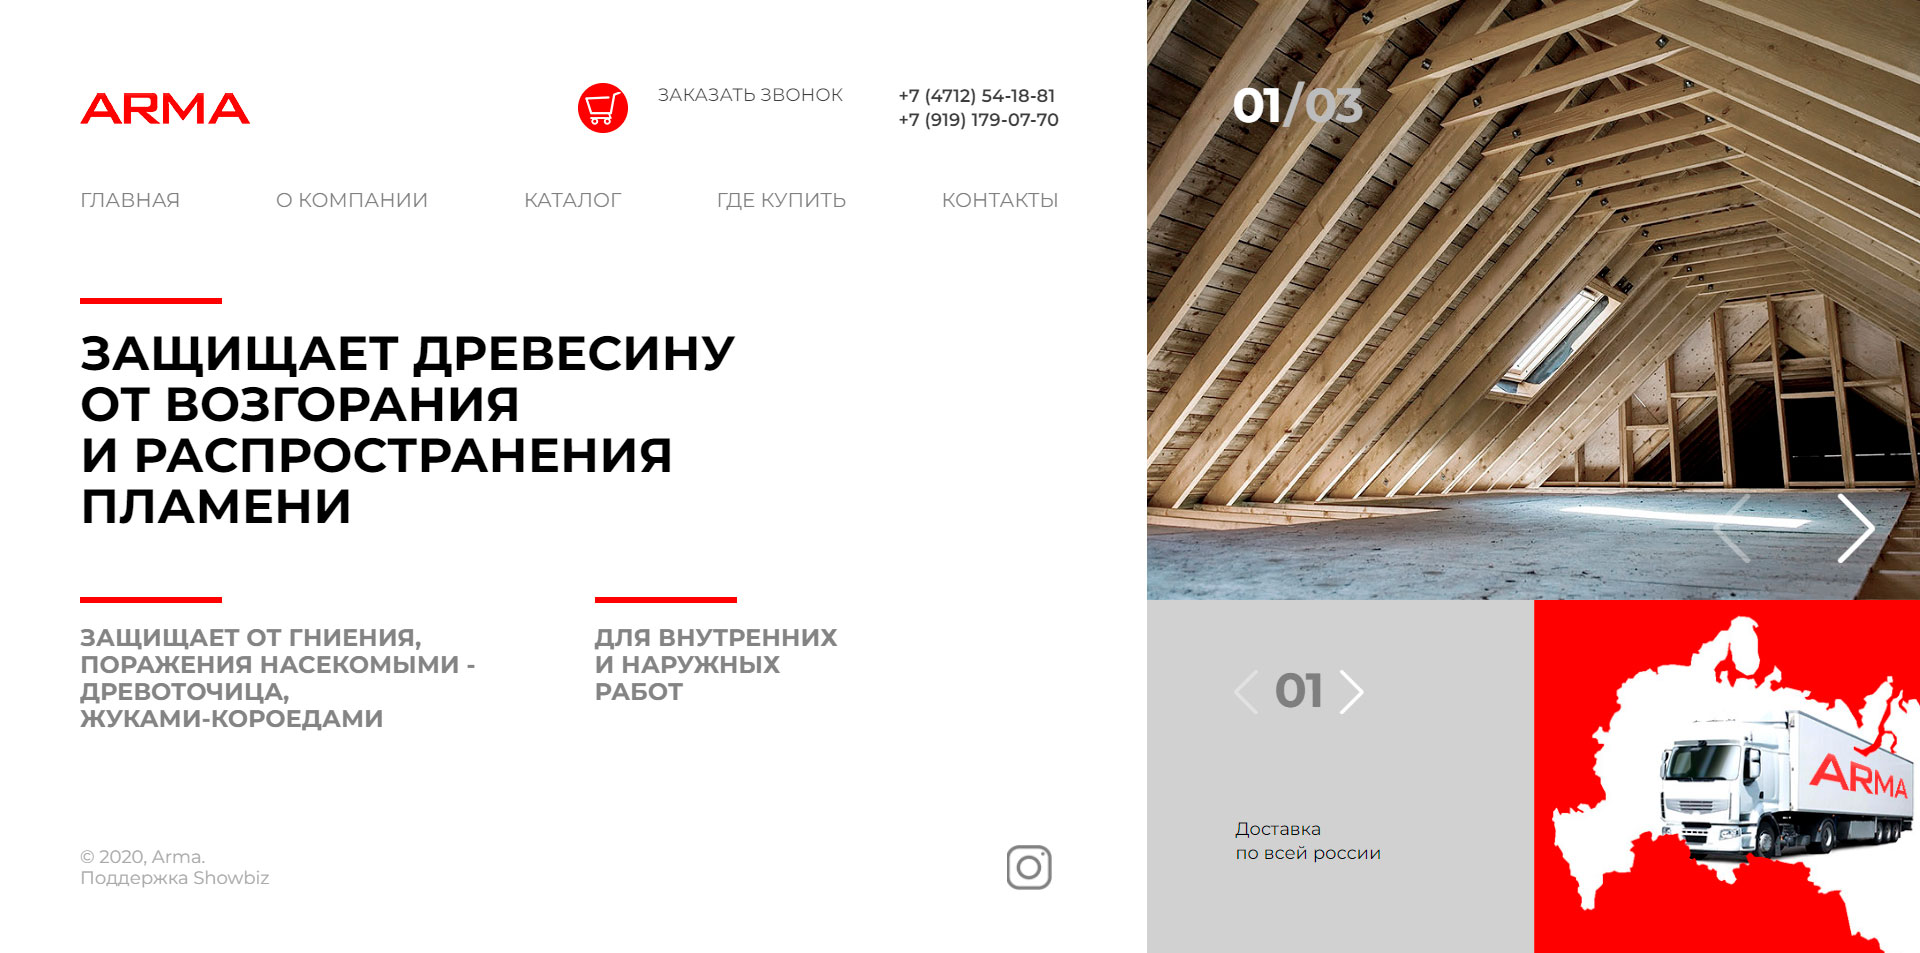 ARMA
ЗАКАЗАТЬ ЗВОНОК
+7 (4712) 54-18-81
+7 (919) 179-07-70
ГЛАВНАЯ
О КОМПАНИИ
КАТАЛОГ
ГДЕ КУПИТЬ
КОНТАКТЫ
ЗАЩИЩАЕТ ДРЕВЕСИНУ
ОТ ВОЗГОРАНИЯ
И РАСПРОСТРАНЕНИЯ
ПЛАМЕНИ
ЗАЩИЩАЕТ ОТ ГНИЕНИЯ,
ПОРАЖЕНИЯ НАСЕКОМЫМИ -
ДРЕВОТОЧИЦА,
ЖУКАМИ-КОРОЕДАМИ
ДЛЯ ВНУТРЕННИХ
И НАРУЖНЫХ
РАБОТ
© 2020, Arma.
Поддержка Showbiz
01/03
01
Доставка
по всей россии
ARMA